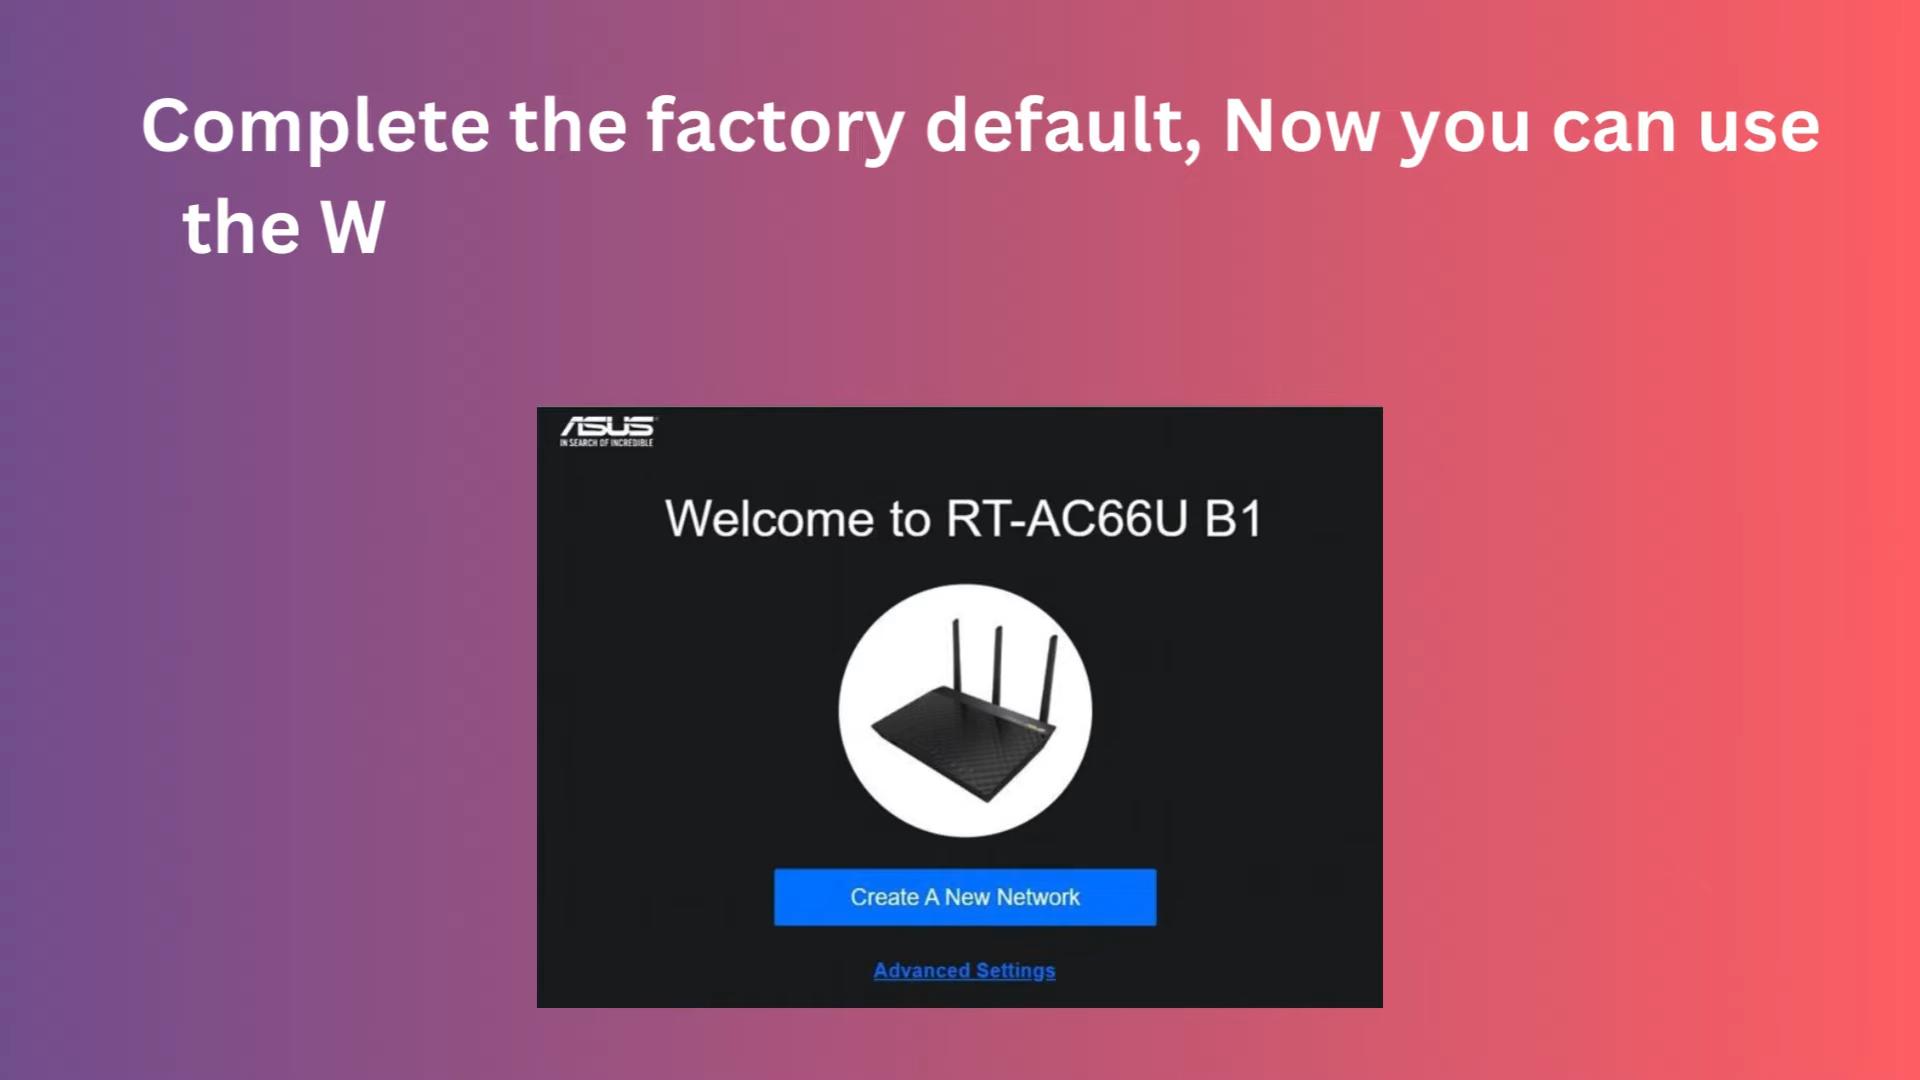 Complete the factory default, Now you can use
the W
ASUS
IN SEARCH OF INCREDIBLE
Welcome to RT-AC66U B1
Create A New Network
Advanced Settings